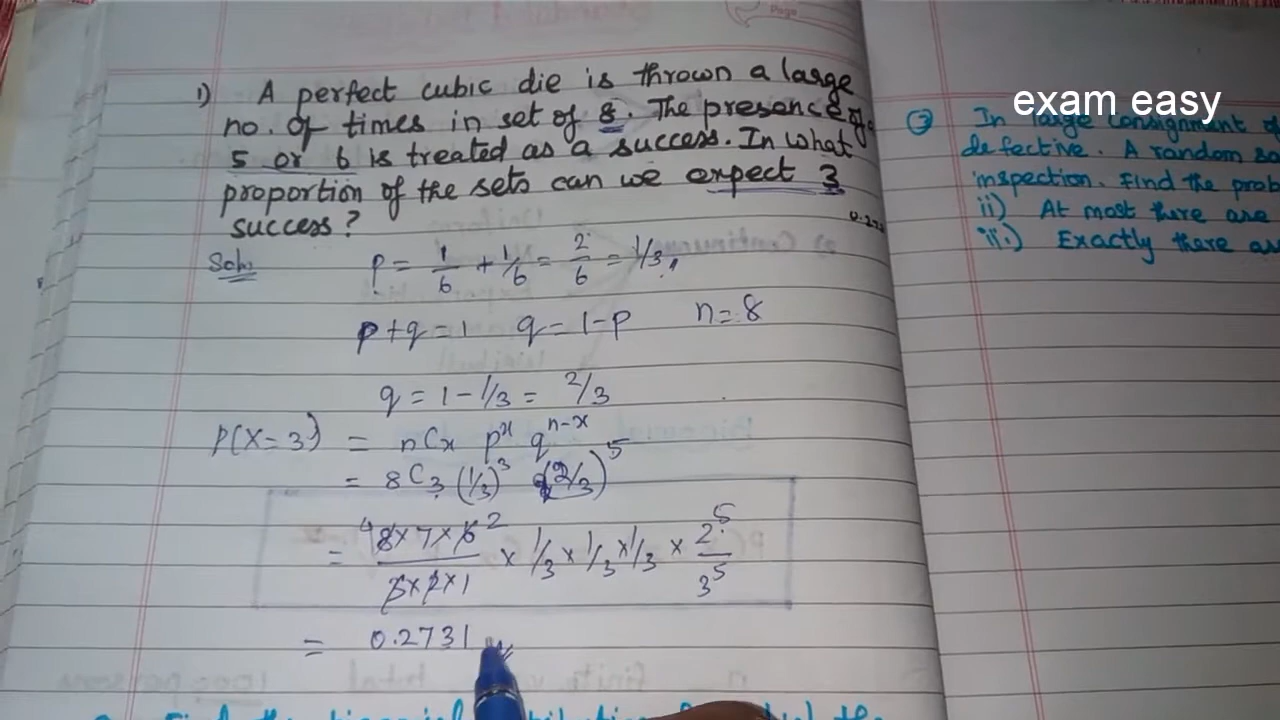 Page
exam easy
1) A perfect cubic die is thrown a large
no. of times in set of 8. The presence of
5 or 6 is treated as a success. In what
proportion of the sets can we expect 3
success?
Soln.
P = 1/6 + 1/6 = 2/6 = 1/3
p+q=1 q=1-p n=8
q = 1-1/3 = 2/3
P(X=3) = nCx p^x q^n-x
= 8C3 (1/3)^3 (2/3)^5
= 4 8×7×6 2 / 3×2×1 × 1/3 × 1/3 × 1/3 × 2^5/3^5
= 0.2731
3) In large consignment of
defective. A random
inspection. Find the
ii) At most there are
ii.) Exactly there